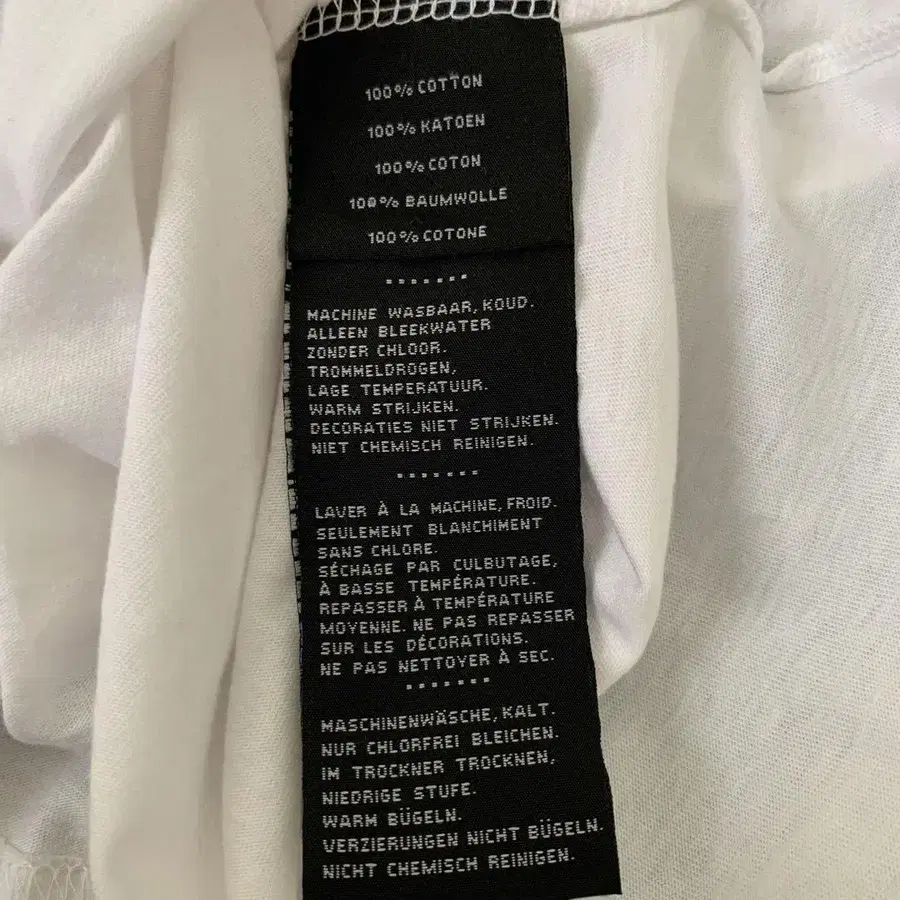 100% COTTON
100% KATOEN
100% COTON
100% BAUMWOLLE
100% COTONE
MACHINE WASBAAR, KOUD.
ALLEEN BLEEKWATER
ZONDER CHLOOR.
TROMMELDROGEN,
LAGE TEMPERATUUR.
WARM STRIJKEN.
DECORATIES NIET STRIJKEN.
NIET CHEMISCH REINIGEN.
LAVER À LA MACHINE, FROID.
SEULEMENT BLANCHIMENT
SANS CHLORE.
SÉCHAGE PAR CULBUTAGE,
À BASSE TEMPÉRATURE.
REPASSER À TEMPÉRATURE
MOYENNE. NE PAS REPASSER
SUR LES DÉCORATIONS.
NE PAS NETTOYER À SEC.
MASCHINENWÄSCHE, KALT.
NUR CHLORFREI BLEICHEN.
IM TROCKNER TROCKNEN,
NIEDRIGE STUFE.
WARM BÜGELN.
VERZIERUNGEN NICHT BÜGELN.
NICHT CHEMISCH REINIGEN.